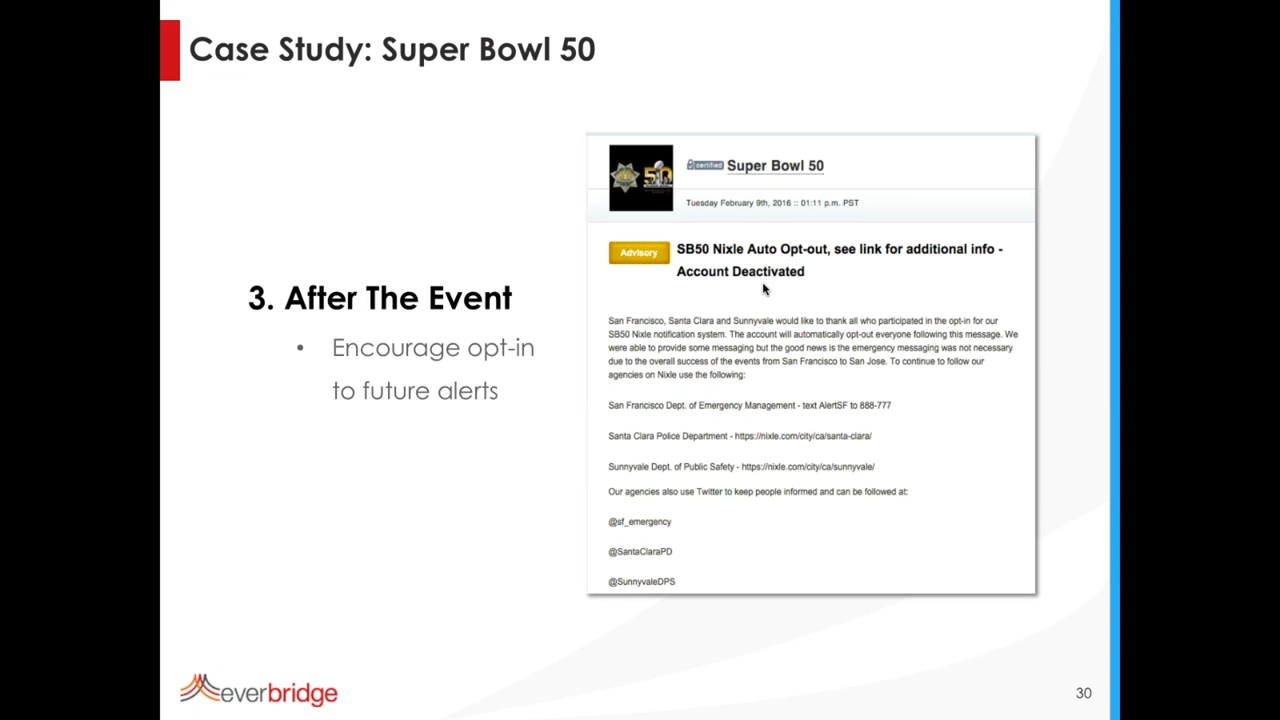 Case Study: Super Bowl 50
3. After The Event
• Encourage opt-in
to future alerts
50
certified Super Bowl 50
Tuesday February 9th, 2016 :: 01:11 p.m. PST
Advisory
SB50 Nixle Auto Opt-out, see link for additional info -
Account Deactivated
San Francisco, Santa Clara and Sunnyvale would like to thank all who participated in the opt-in for our
SB50 Nixle notification system. The account will automatically opt-out everyone following this message. We
were able to provide some messaging but the good news is the emergency messaging was not necessary
due to the overall success of the events from San Francisco to San Jose. To continue to follow our
agencies on Nixle use the following:
San Francisco Dept. of Emergency Management - text AlertSF to 888-777
Santa Clara Police Department - https://nixle.com/city/ca/santa-clara/
Sunnyvale Dept. of Public Safety - https://nixle.com/city/ca/sunnyvale/
Our agencies also use Twitter to keep people informed and can be followed at:
@sf_emergency
@SantaClaraPD
@SunnyvaleDPS
everbridge
30